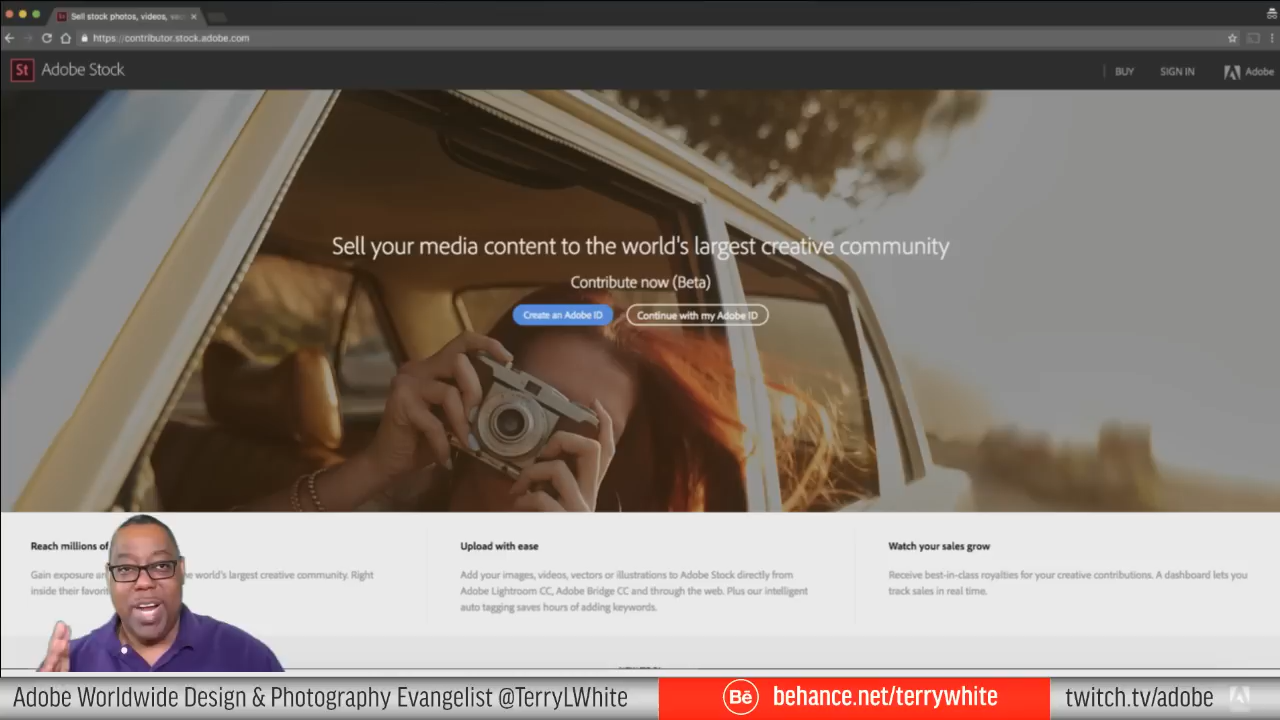 Sell stock photos, videos, vec
https://contributor.stock.adobe.com
St Adobe Stock
BUY SIGN IN Adobe
Sell your media content to the world's largest creative community
Contribute now (Beta)
Create an Adobe ID Continue with my Adobe ID
Reach millions of
Gain exposure an e world's largest creative community. Right
inside their favori
Upload with ease
Add your images, videos, vectors or illustrations to Adobe Stock directly from
Adobe Lightroom CC, Adobe Bridge CC and through the web. Plus our intelligent
auto tagging saves hours of adding keywords.
Watch your sales grow
Receive best-in-class royalties for your creative contributions. A dashboard lets you
track sales in real time.
Adobe Worldwide Design & Photography Evangelist @TerryLWhite
Bē behance.net/terrywhite
twitch.tv/adobe